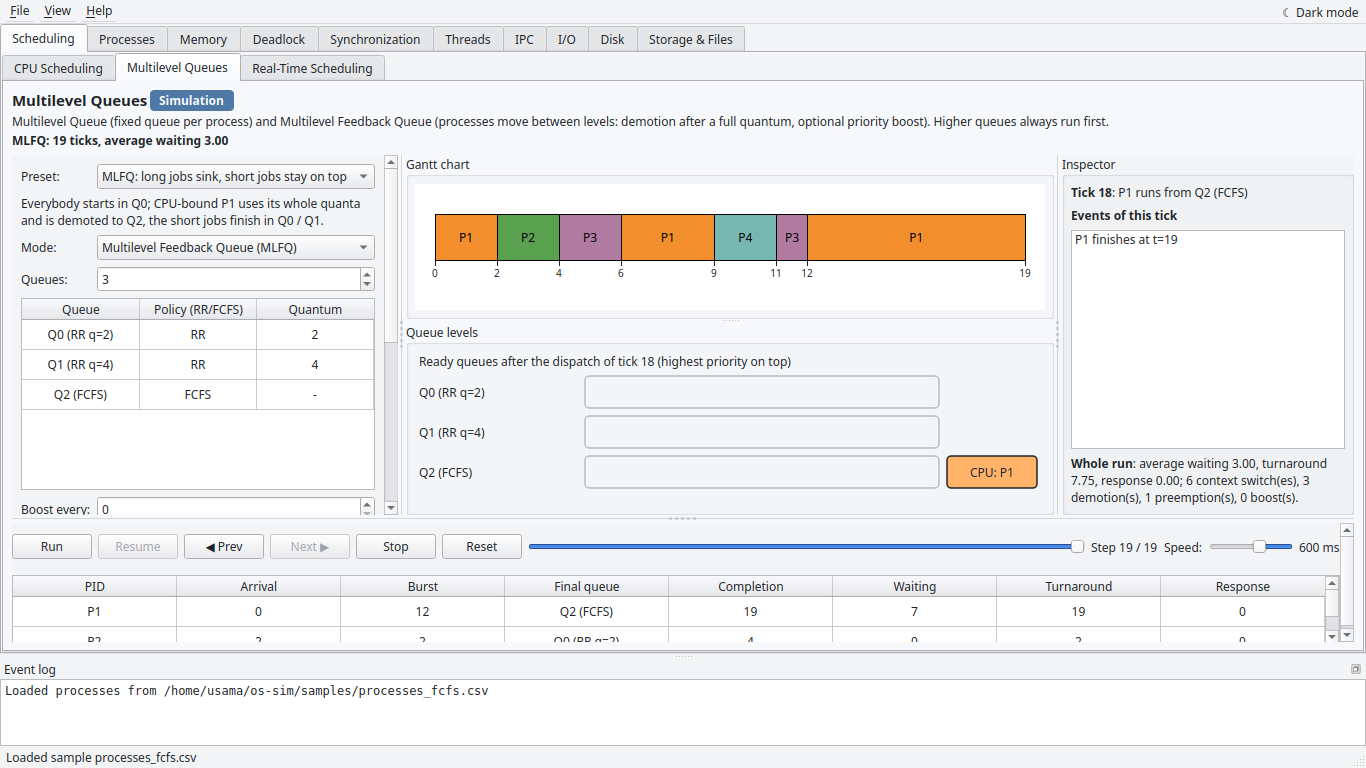 File View Help
☾ Dark mode
Scheduling Processes Memory Deadlock Synchronization Threads IPC I/O Disk Storage & Files
CPU Scheduling Multilevel Queues Real-Time Scheduling
Multilevel Queues Simulation
Multilevel Queue (fixed queue per process) and Multilevel Feedback Queue (processes move between levels: demotion after a full quantum, optional priority boost). Higher queues always run first.
MLFQ: 19 ticks, average waiting 3.00
Preset: MLFQ: long jobs sink, short jobs stay on top
Everybody starts in Q0; CPU-bound P1 uses its whole quanta
and is demoted to Q2, the short jobs finish in Q0 / Q1.
Mode: Multilevel Feedback Queue (MLFQ)
Queues: 3
Queue Policy (RR/FCFS) Quantum
Q0 (RR q=2) RR 2
Q1 (RR q=4) RR 4
Q2 (FCFS) FCFS -
Boost every: 0
Gantt chart
P1 P2 P3 P1 P4 P3 P1
0 2 4 6 9 11 12 19
Queue levels
Ready queues after the dispatch of tick 18 (highest priority on top)
Q0 (RR q=2)
Q1 (RR q=4)
Q2 (FCFS) CPU: P1
Inspector
Tick 18: P1 runs from Q2 (FCFS)
Events of this tick
P1 finishes at t=19
Whole run: average waiting 3.00, turnaround
7.75, response 0.00; 6 context switch(es), 3
demotion(s), 1 preemption(s), 0 boost(s).
Run Resume ◀ Prev Next ▶ Stop Reset Step 19 / 19 Speed: 600 ms
PID Arrival Burst Final queue Completion Waiting Turnaround Response
P1 0 12 Q2 (FCFS) 19 7 19 0
P2 2 2 Q0 (RR q=2) 4 0 2 0
Event log
Loaded processes from /home/usama/os-sim/samples/processes_fcfs.csv
Loaded sample processes_fcfs.csv